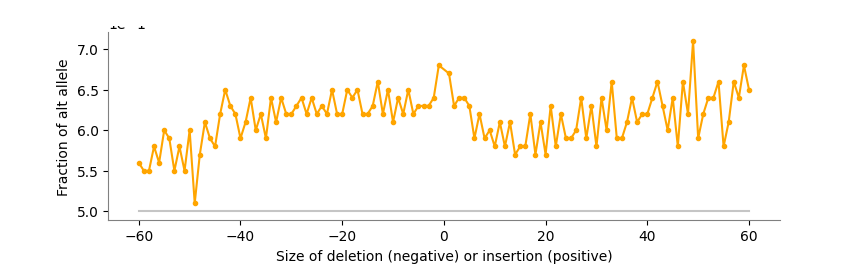 7.0
6.5
6.0
5.5
5.0
Fraction of alt allele
−60 −40 −20 0 20 40 60
Size of deletion (negative) or insertion (positive)